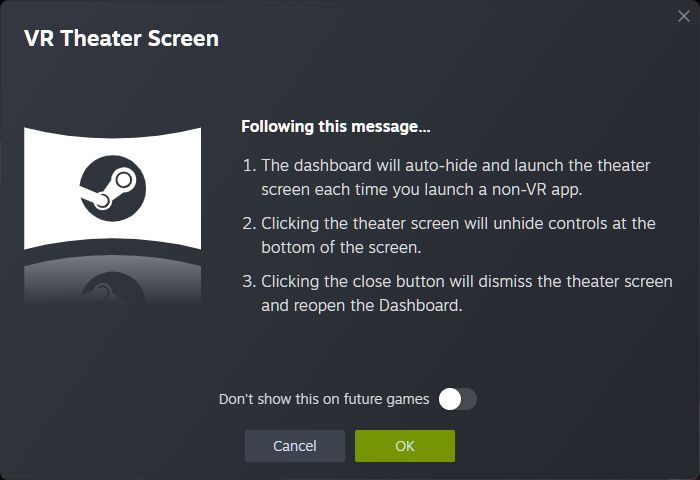 VR Theater Screen
Following this message...
1. The dashboard will auto-hide and launch the theater
screen each time you launch a non-VR app.
2. Clicking the theater screen will unhide controls at the
bottom of the screen.
3. Clicking the close button will dismiss the theater screen
and reopen the Dashboard.
Don't show this on future games
Cancel
OK